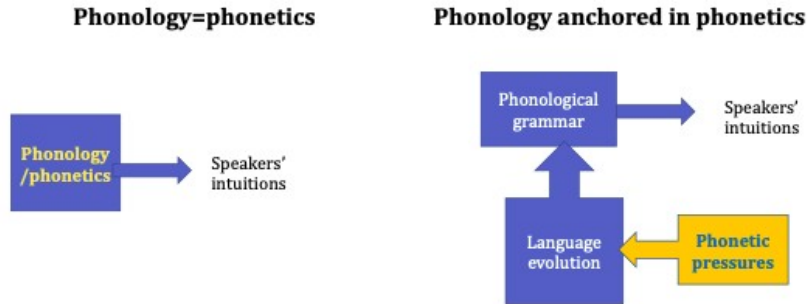 Phonology=phonetics
Phonology
/phonetics
Speakers’
intuitions
Phonology anchored in phonetics
Phonological
grammar
Speakers’
intuitions
Language
evolution
Phonetic
pressures